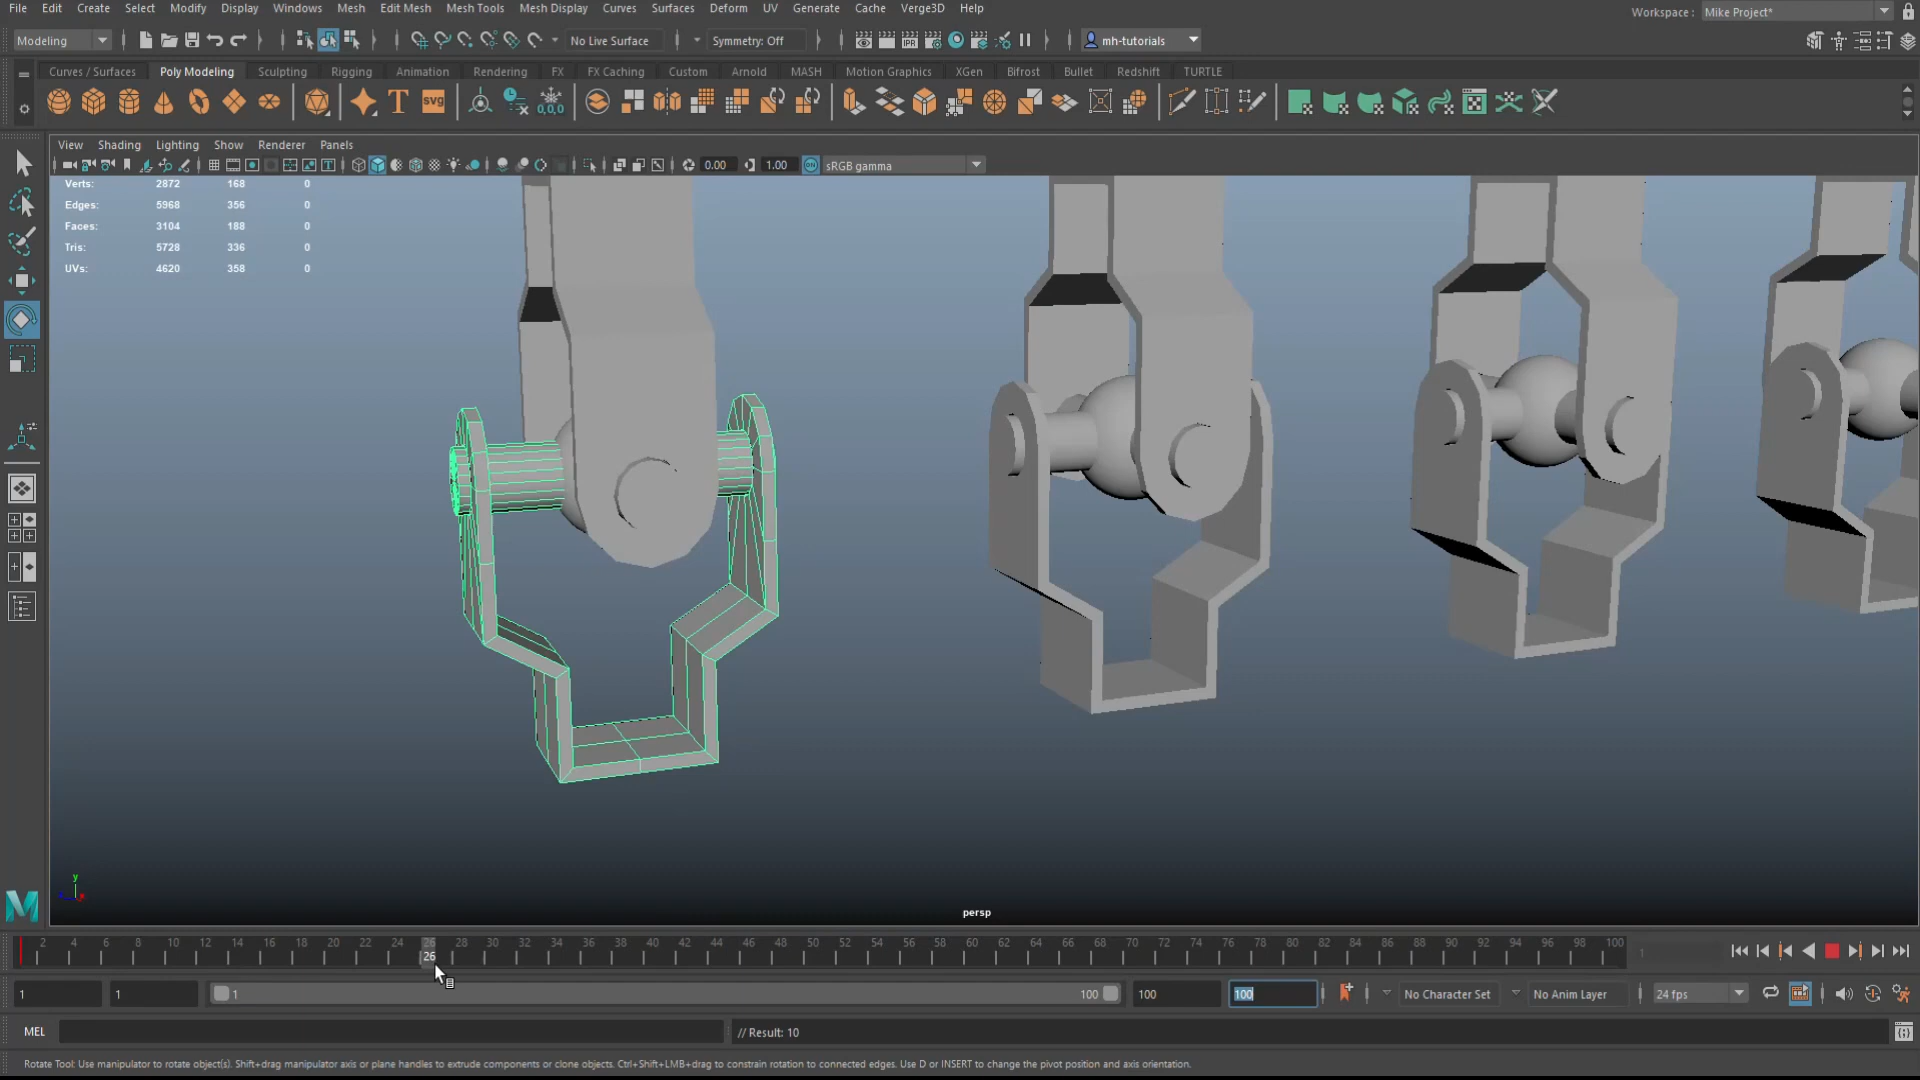 File Edit Create Select Modify Display Windows Mesh Edit Mesh Mesh Tools Mesh Display Curves Surfaces Deform UV Generate Cache Verge3D Help Workspace : Mike Project*
Modeling No Live Surface Symmetry: Off IPR mh-tutorials
Curves / Surfaces Poly Modeling Sculpting Rigging Animation Rendering FX FX Caching Custom Arnold MASH Motion Graphics XGen Bifrost Bullet Redshift TURTLE
T SVG 0,0,0
View Shading Lighting Show Renderer Panels
0.00 1.00 ON sRGB gamma
Verts: 2872 168 0
Edges: 5968 356 0
Faces: 3104 188 0
Tris: 5728 336 0
UVs: 4620 358 0
y
persp
2 4 6 8 10 12 14 16 18 20 22 24 26 28 30 32 34 36 38 40 42 44 46 48 50 52 54 56 58 60 62 64 66 68 70 72 74 76 78 80 82 84 86 88 90 92 94 96 98 100
26 1
1 1 1 100 100 100 No Character Set No Anim Layer 24 fps
MEL // Result: 10
Rotate Tool: Use manipulator to rotate object(s). Shift+drag manipulator axis or plane handles to extrude components or clone objects. Ctrl+Shift+LMB+drag to constrain rotation to connected edges. Use D or INSERT to change the pivot position and axis orientation.